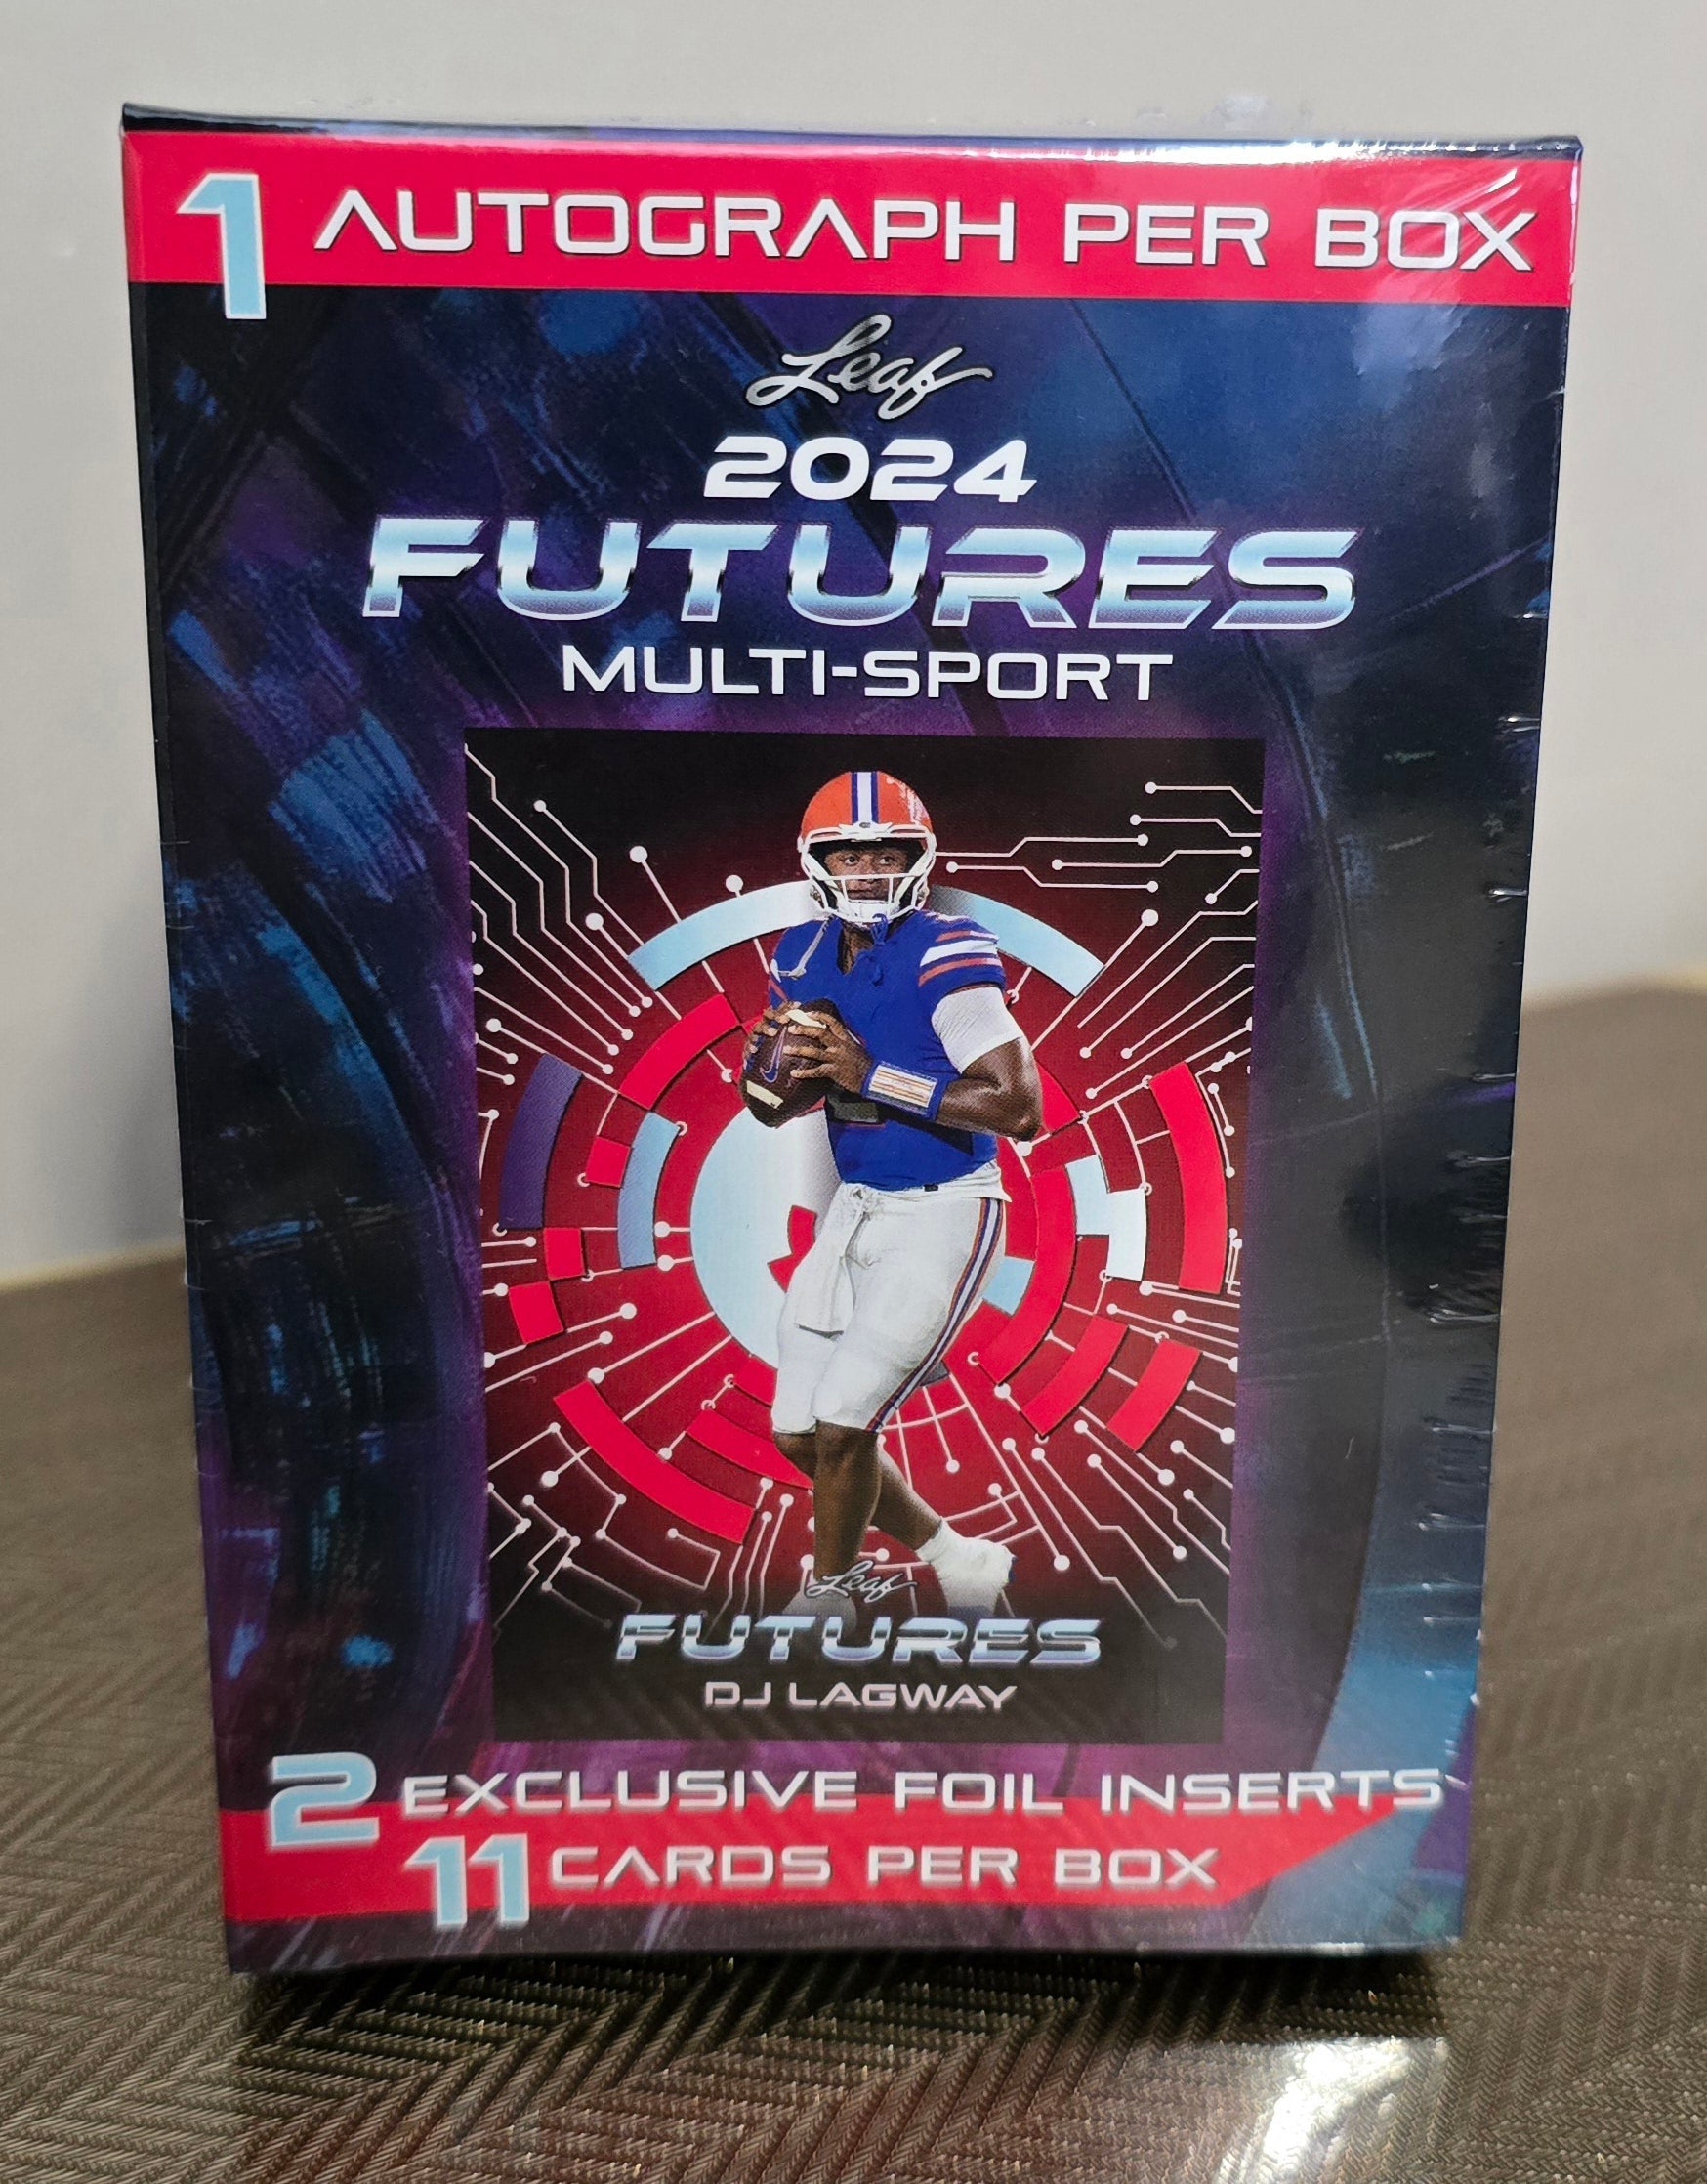 1 AUTOGRAPH PER BOX
Leaf
2024
FUTURES
MULTI-SPORT
Leaf
FUTURES
DJ LAGWAY
2 EXCLUSIVE FOIL INSERTS
11 CARDS PER BOX